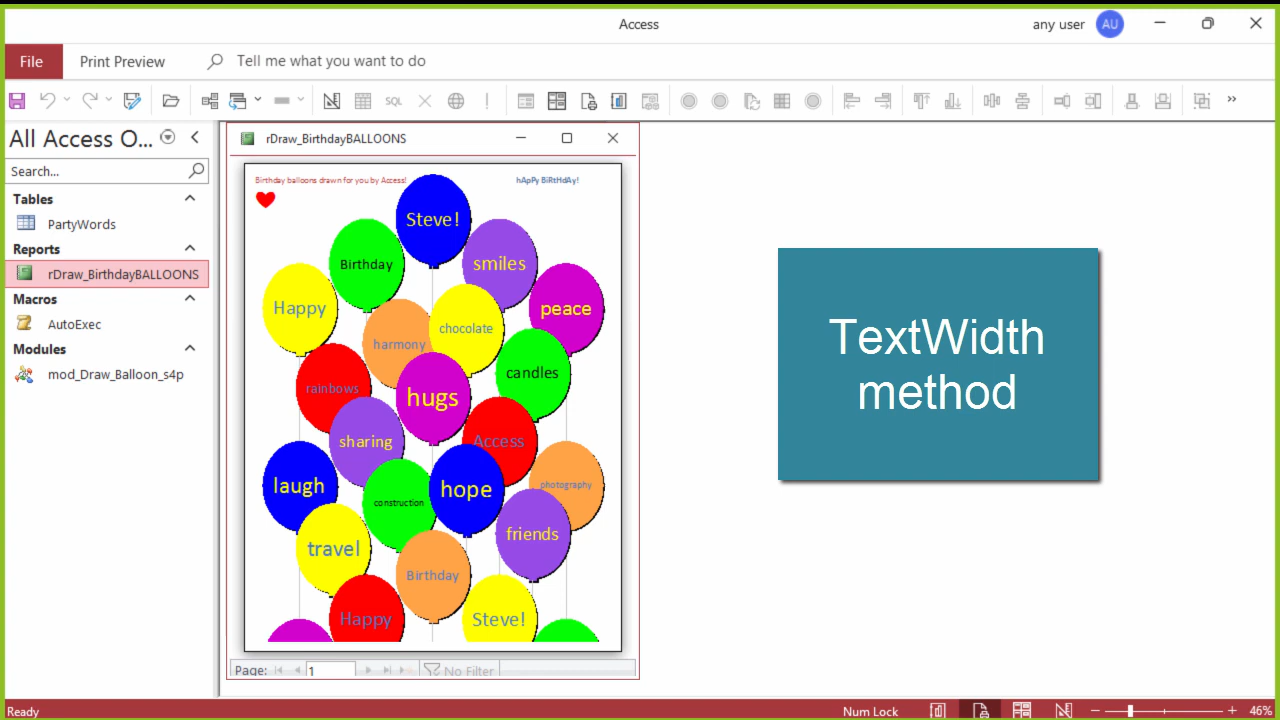 Access
any user AU
File Print Preview Tell me what you want to do
SQL
All Access O...
Search...
Tables
PartyWords
Reports
rDraw_BirthdayBALLOONS
Macros
AutoExec
Modules
mod_Draw_Balloon_s4p
rDraw_BirthdayBALLOONS
Birthday balloons drawn for you by Access! hApPy BiRtHdAy!
Steve!
Birthday
smiles
Happy
peace
chocolate
harmony
candles
rainbows
hugs
sharing
Access
laugh
hope
photography
construction
friends
travel
Birthday
Happy
Steve!
Page: 1 No Filter
TextWidth
method
Ready Num Lock 46%